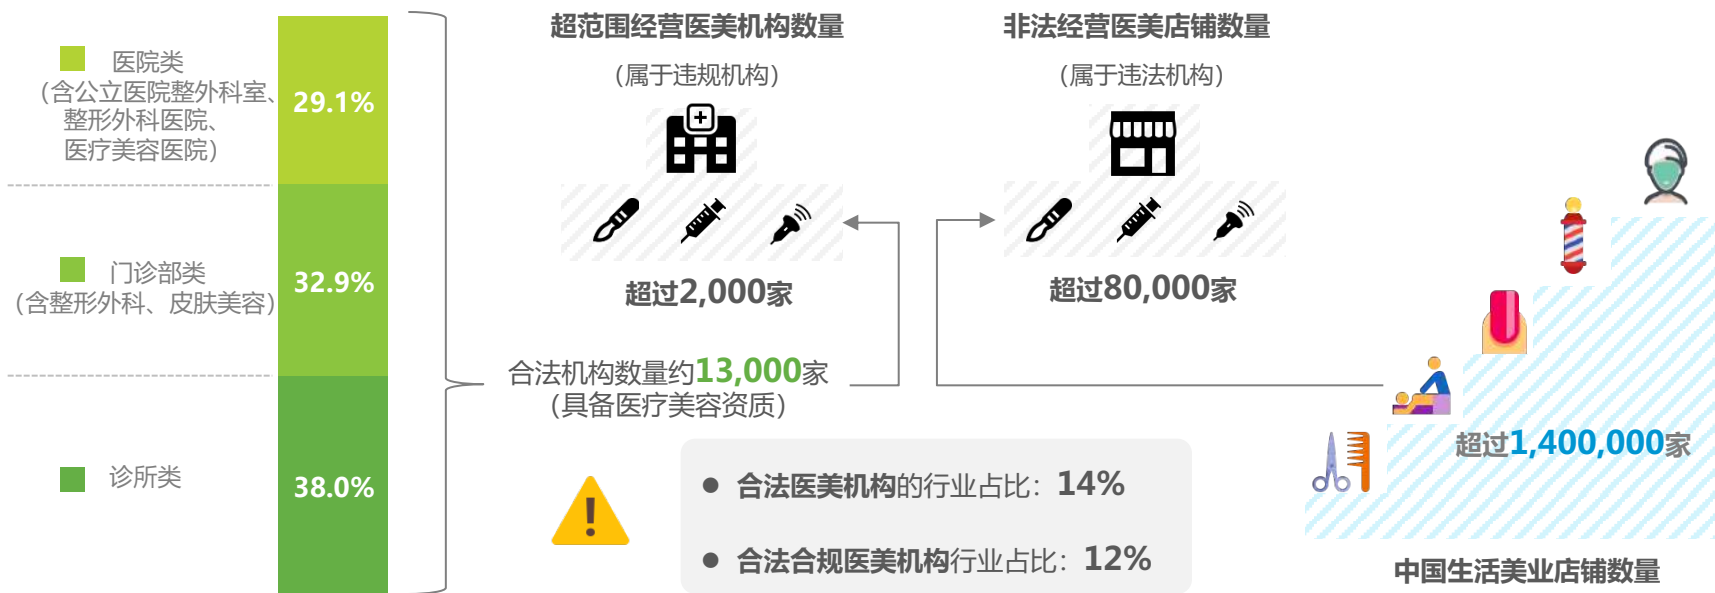 医院类
（含公立医院整外科室、
整形外科医院、
医疗美容医院）
29.1%
门诊部类
（含整形外科、皮肤美容）
32.9%
诊所类
38.0%
超范围经营医美机构数量
（属于违规机构）
超过2,000家
非法经营医美店铺数量
（属于违法机构）
超过80,000家
合法机构数量约13,000家
（具备医疗美容资质）
合法医美机构的行业占比：14%
合法合规医美机构行业占比：12%
超过1,400,000家
中国生活美业店铺数量